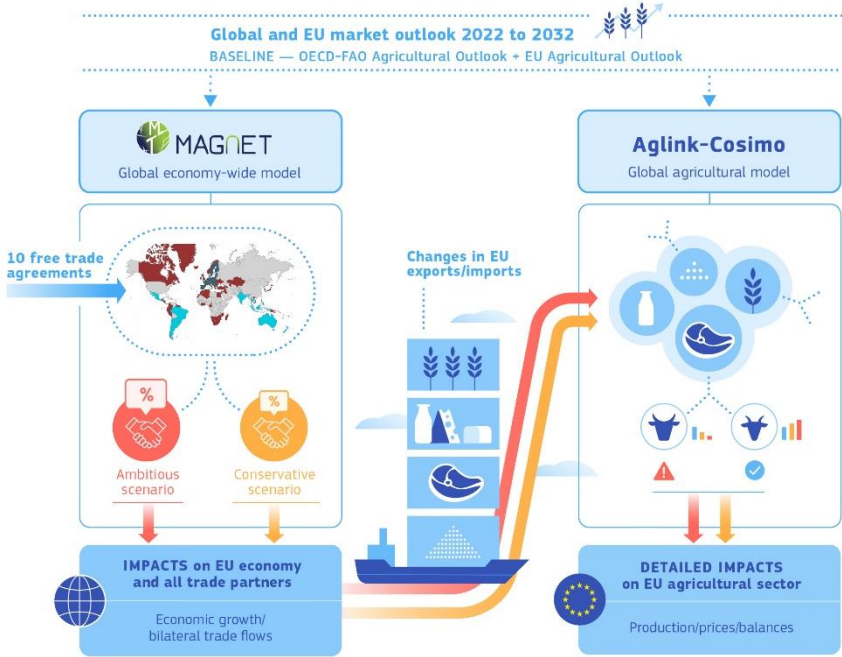 Global and EU market outlook 2022 to 2032
BASELINE — OECD-FAO Agricultural Outlook + EU Agricultural Outlook
MAGNET
Global economy-wide model
Aglink-Cosimo
Global agricultural model
10 free trade
agreements
Changes in EU
exports/imports
%
%
Ambitious
scenario
Conservative
scenario
IMPACTS on EU economy
and all trade partners
Economic growth/
bilateral trade flows
DETAILED IMPACTS
on EU agricultural sector
Production/prices/balances